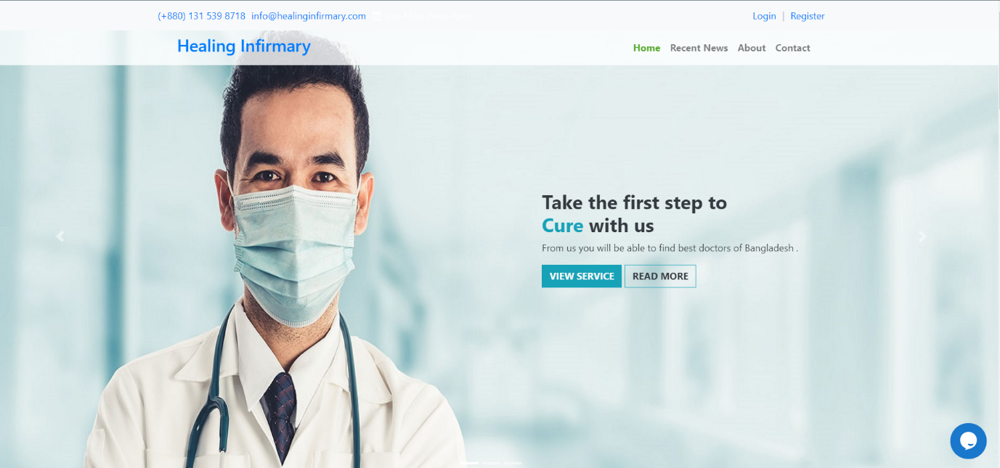 (+880) 131 539 8718 info@healinginfirmary.com
Login | Register
Healing Infirmary
Home Recent News About Contact
Take the first step to
Cure with us
From us you will be able to find best doctors of Bangladesh .
VIEW SERVICE READ MORE